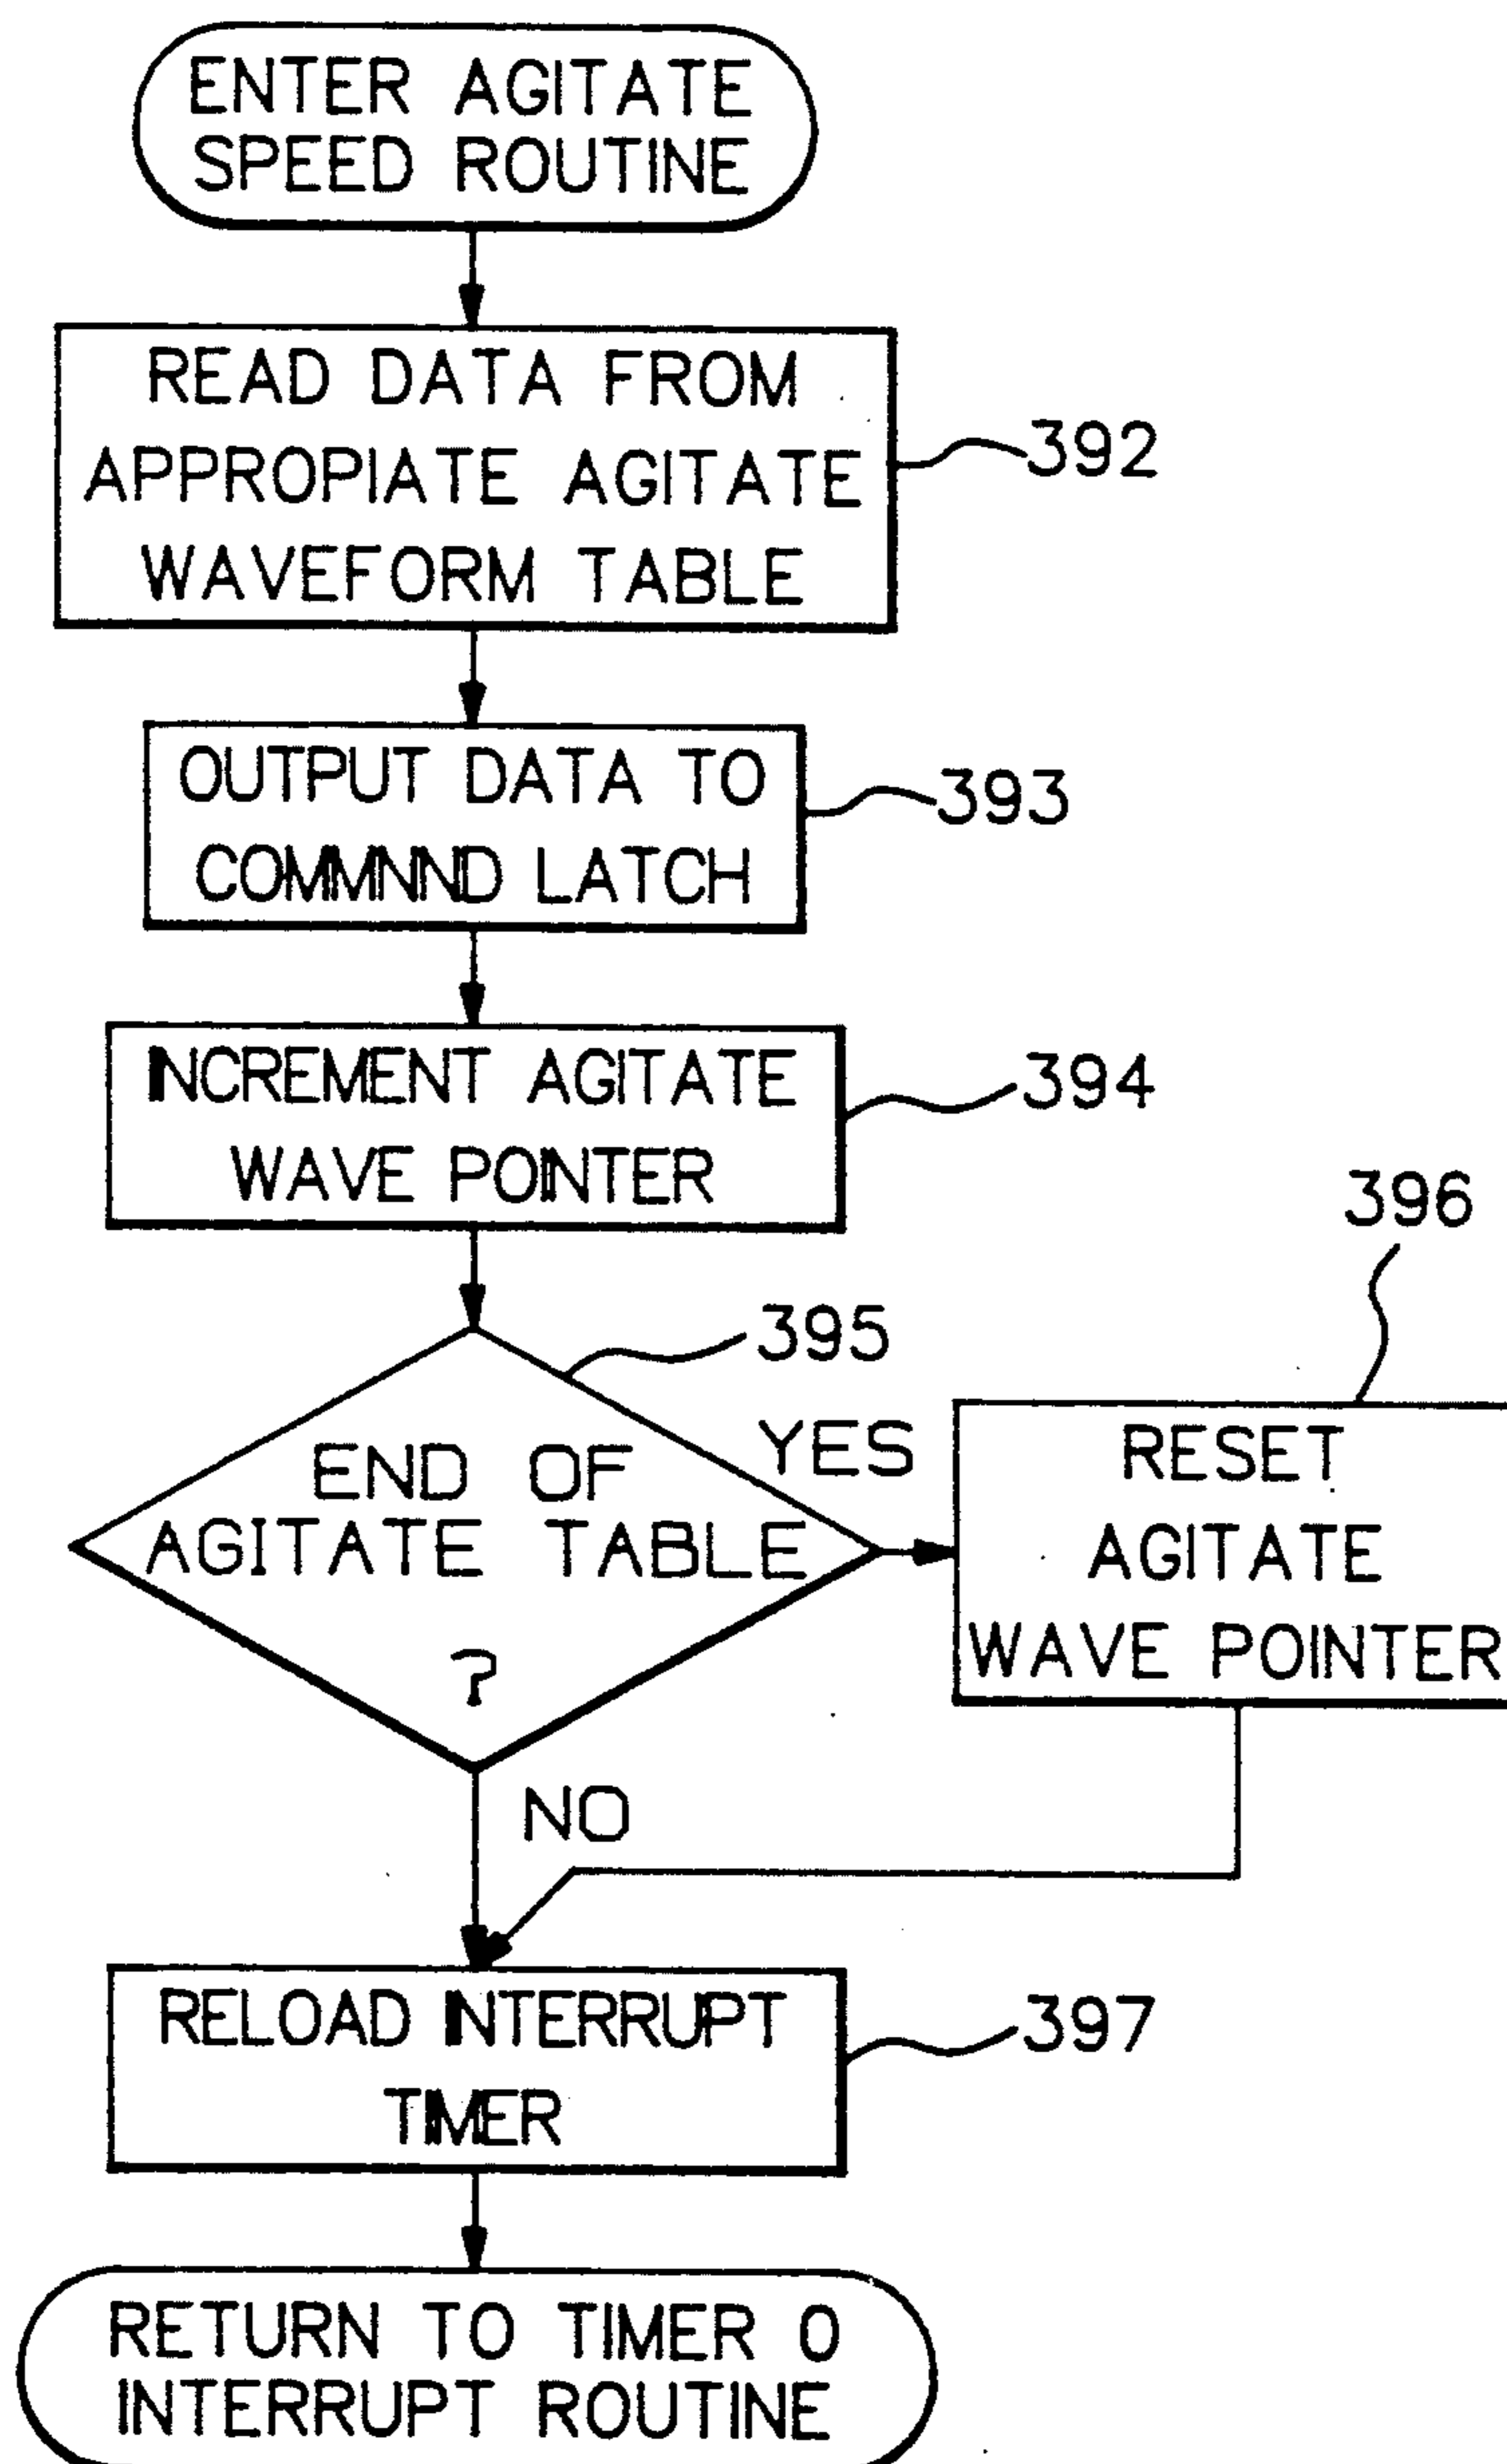 ENTER AGITATE
SPEED ROUTINE
READ DATA FROM
APPROPIATE AGITATE
WAVEFORM TABLE
392
OUTPUT DATA TO
COMMNND LATCH
393
INCREMENT AGITATE
WAVE POINTER
394
395
END OF
AGITATE TABLE
?
YES
396
RESET
AGITATE
WAVE POINTER
NO
RELOAD INTERRUPT
TIMER
397
RETURN TO TIMER 0
INTERRUPT ROUTINE